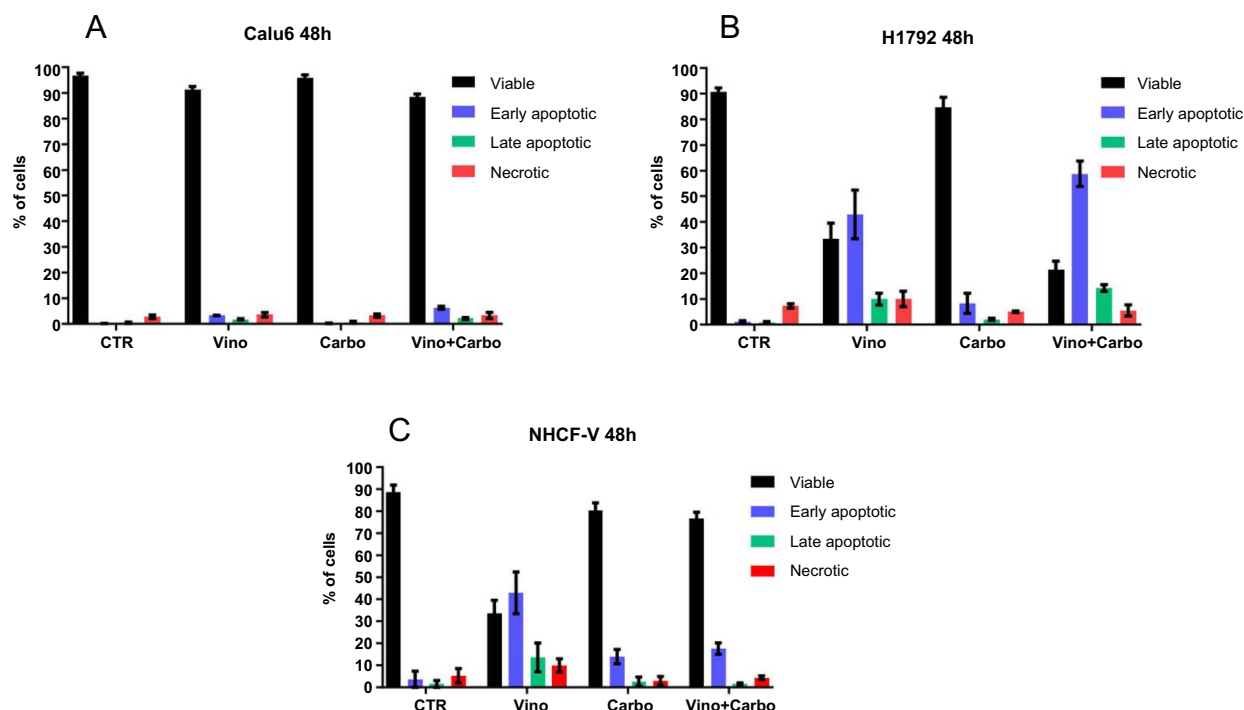 A
Calu6 48h
100
90
80
70
60
50
40
30
20
10
0
% of cells
CTR
Vino
Carbo
Vino+Carbo
Viable
Early apoptotic
Late apoptotic
Necrotic
B
H1792 48h
100
90
80
70
60
50
40
30
20
10
0
% of cells
CTR
Vino
Carbo
Vino+Carbo
Viable
Early apoptotic
Late apoptotic
Necrotic
C
NHCF-V 48h
100
90
80
70
60
50
40
30
20
10
0
% of cells
CTR
Vino
Carbo
Vino+Carbo
Viable
Early apoptotic
Late apoptotic
Necrotic